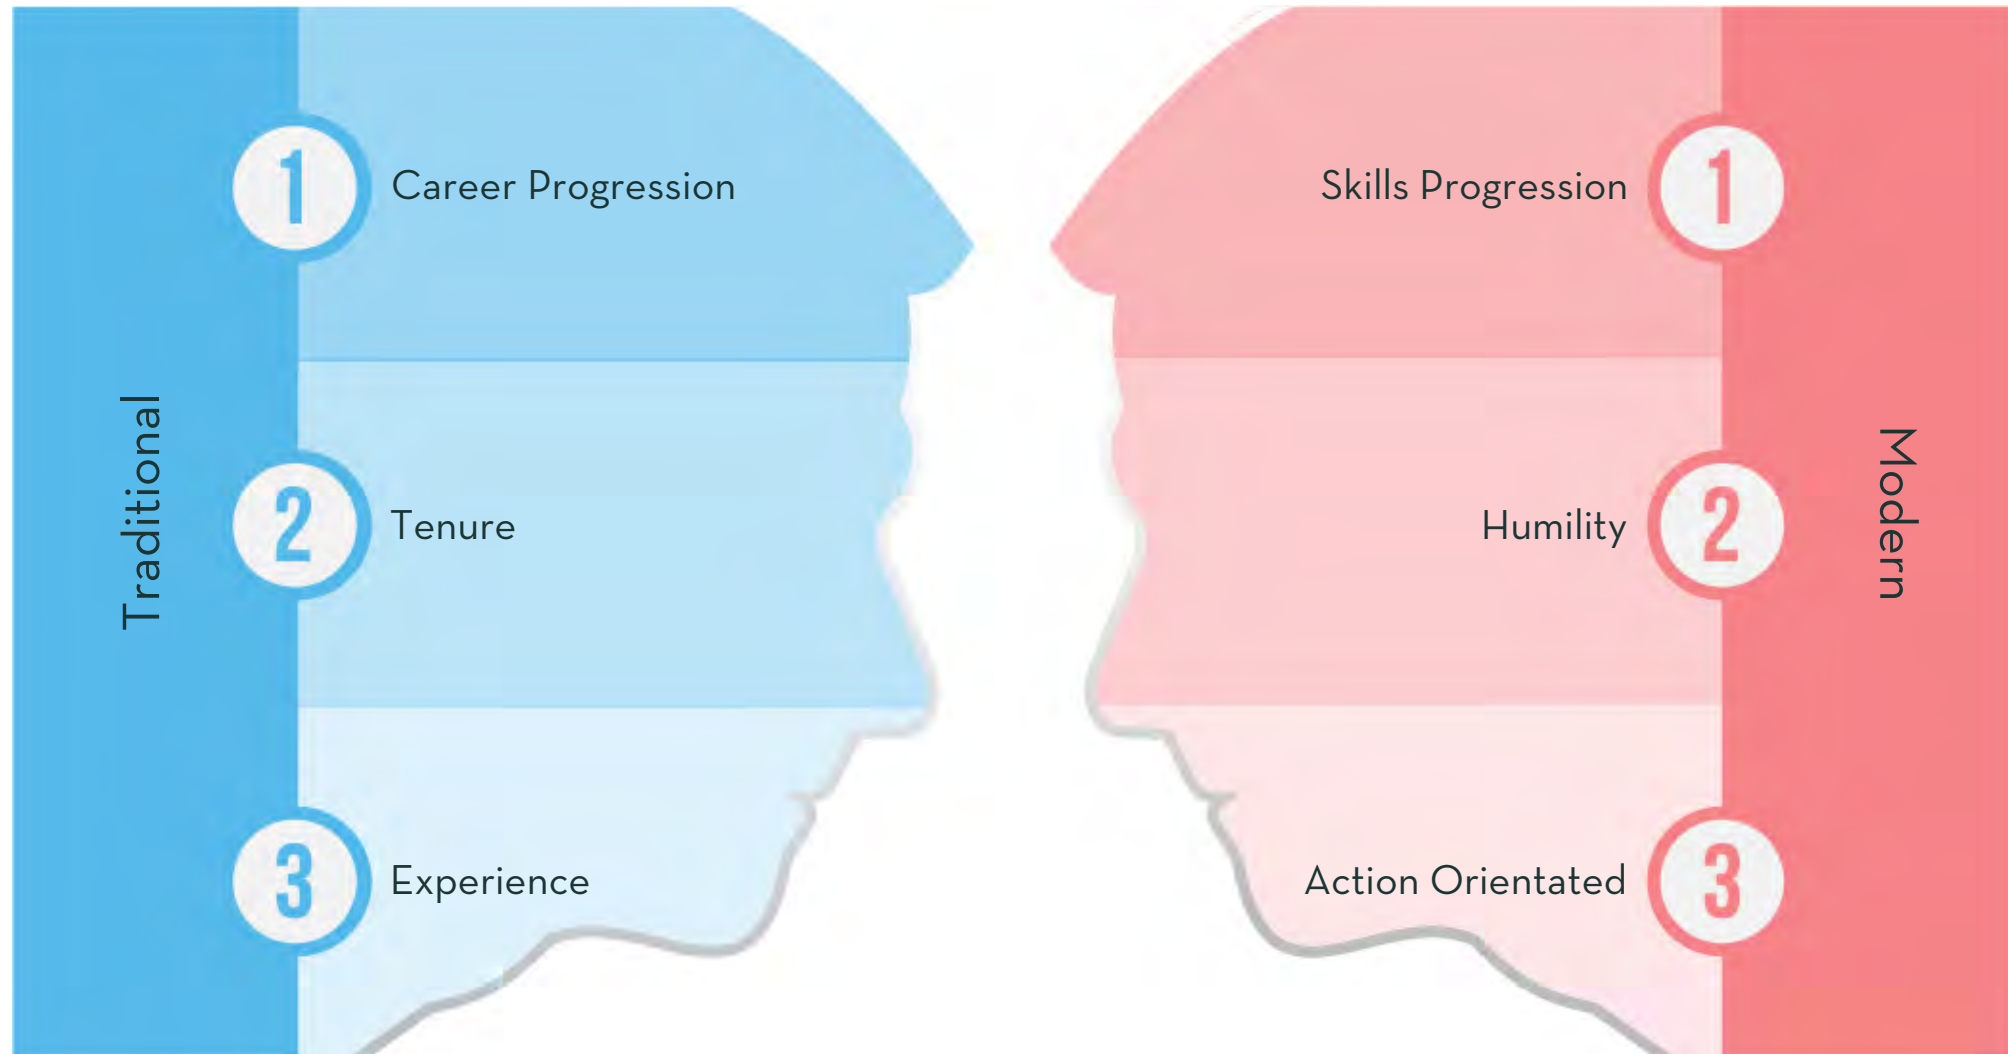 Traditional
1 Career Progression
2 Tenure
3 Experience
Skills Progression 1
Humility 2
Action Orientated 3
Modern